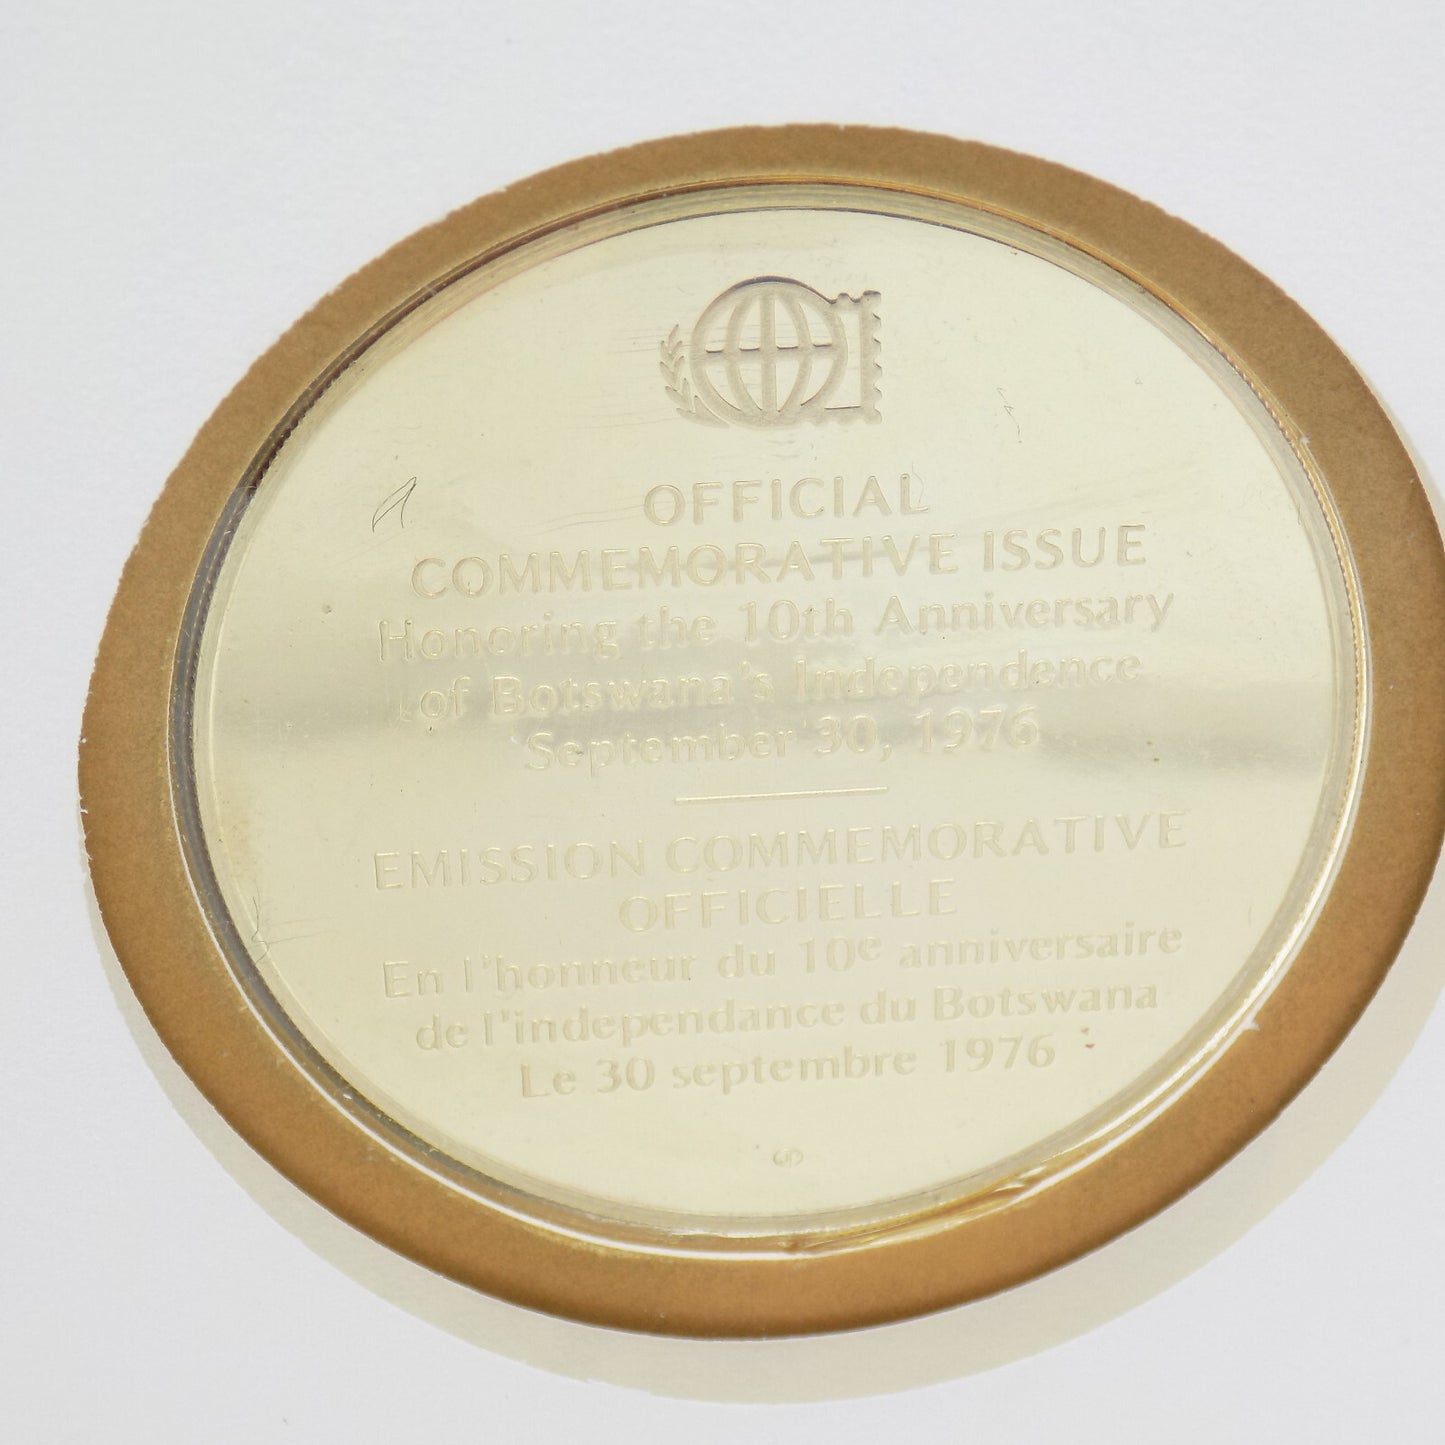 OFFICIAL
COMMEMORATIVE ISSUE
Honoring the 10th Anniversary
of Botswana's Independence
September 30, 1976
EMISSION COMMEMORATIVE
OFFICIELLE
En l'honneur du 10e anniversaire
de l'indépendance du Botswana
Le 30 septembre 1976